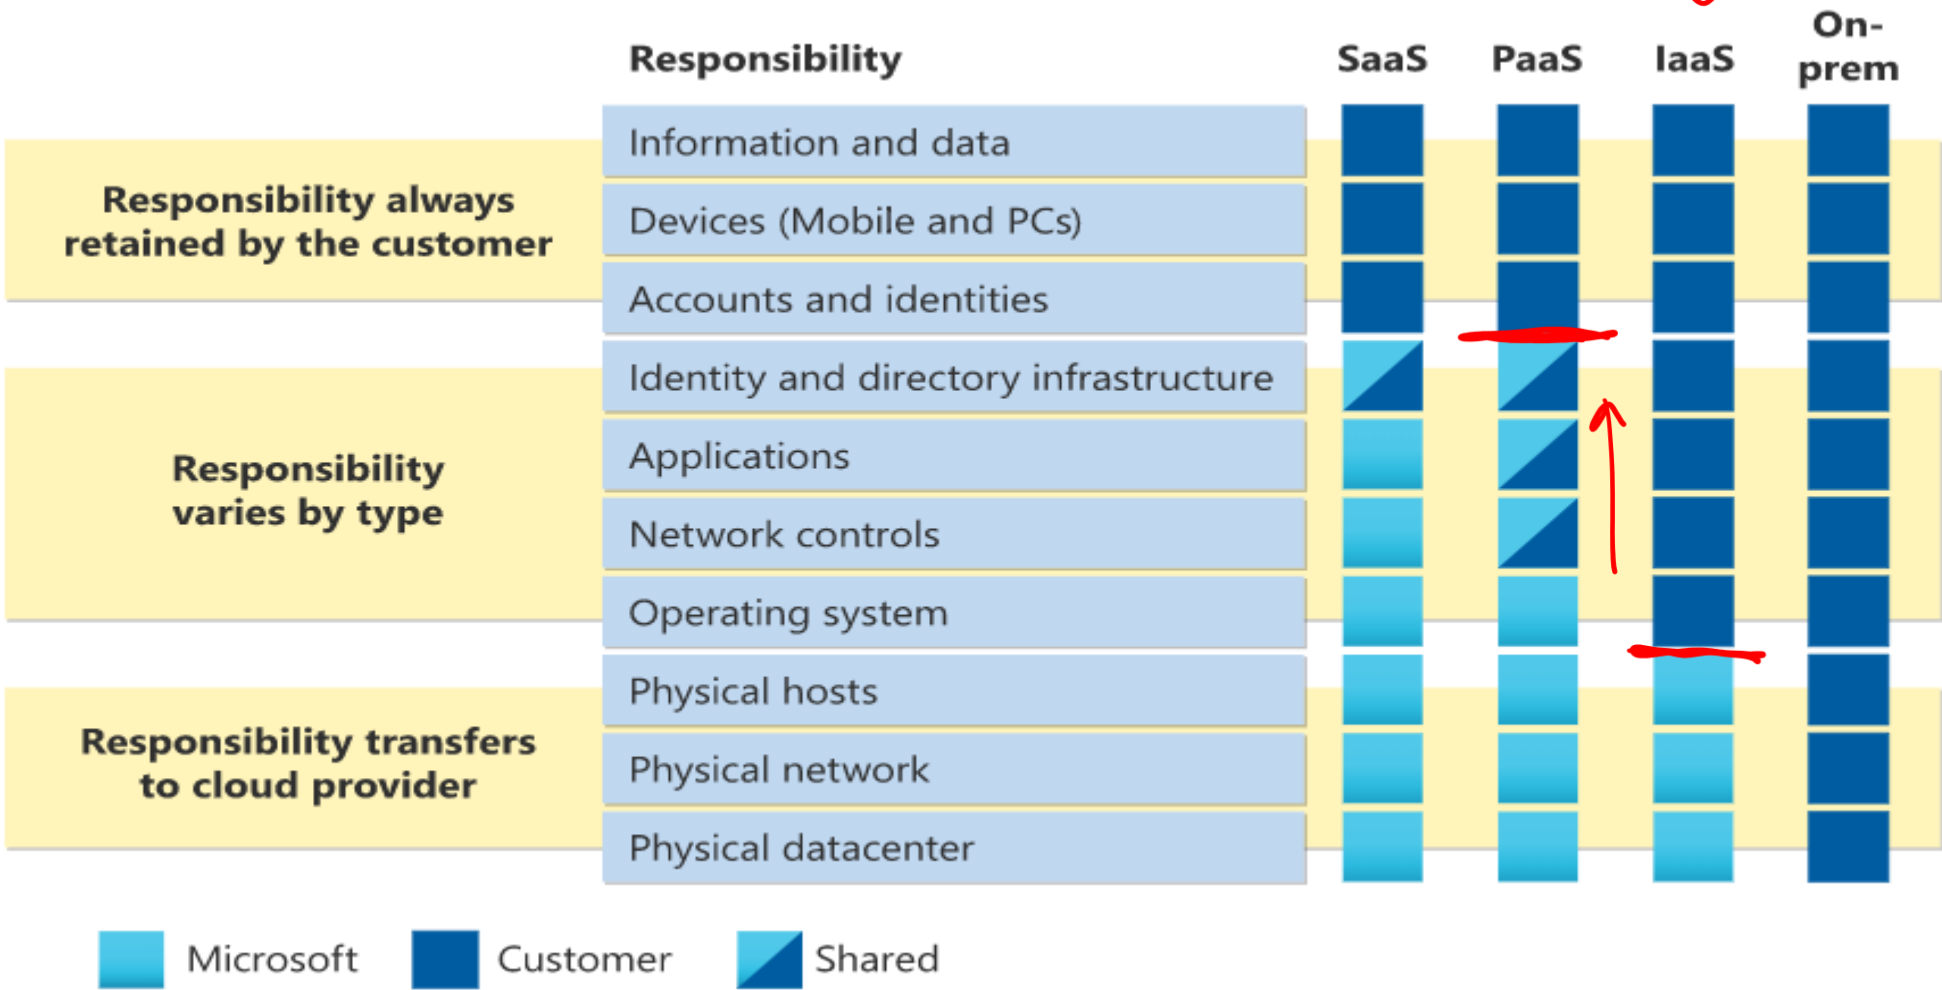 Responsibility SaaS PaaS IaaS On-
prem
Responsibility always
retained by the customer
Information and data
Devices (Mobile and PCs)
Accounts and identities
Responsibility
varies by type
Identity and directory infrastructure
Applications
Network controls
Operating system
Responsibility transfers
to cloud provider
Physical hosts
Physical network
Physical datacenter
Microsoft Customer Shared